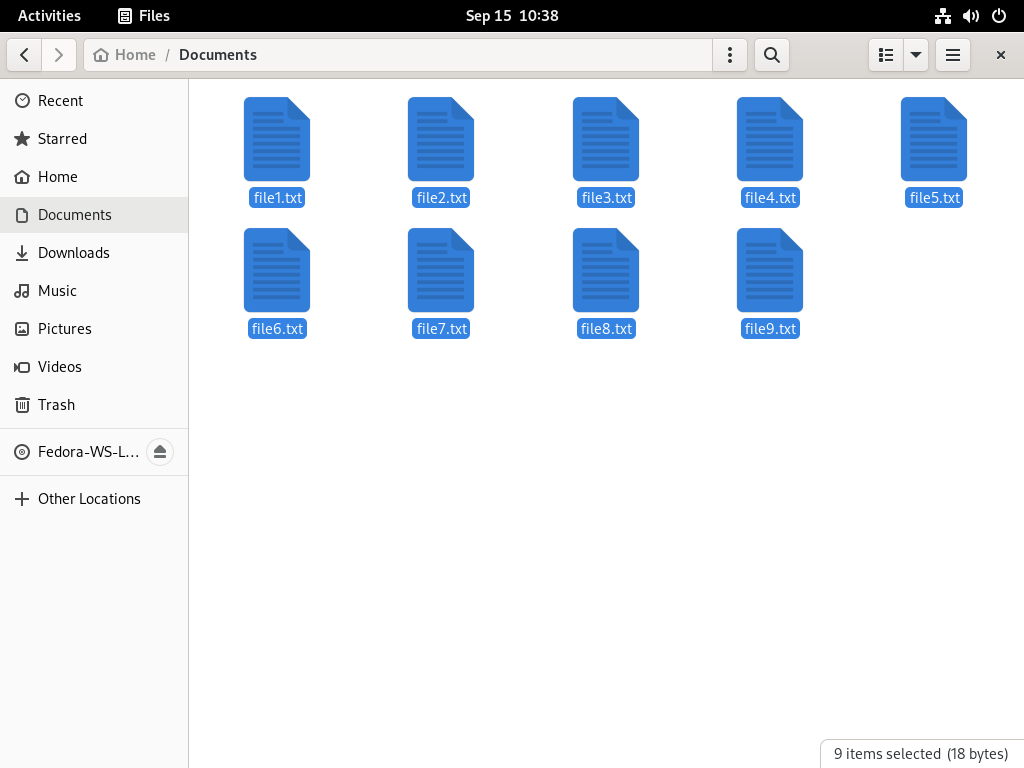 Activities Files Sep 15 10:38
Home / Documents
Recent
Starred
Home
Documents
Downloads
Music
Pictures
Videos
Trash
Fedora-WS-L...
Other Locations
file1.txt file2.txt file3.txt file4.txt file5.txt
file6.txt file7.txt file8.txt file9.txt
9 items selected (18 bytes)